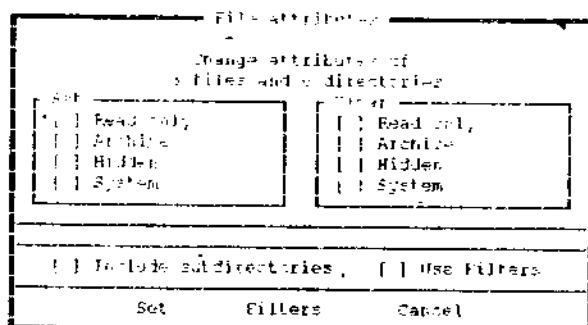 File attributes
Change attributes of
files and directories
Set Clear
[ ] Read only [ ] Read only
[ ] Archive [ ] Archive
[ ] Hidden [ ] Hidden
[ ] System [ ] System
[ ] Include subdirectories, [ ] Use Filters
Set Filters Cancel